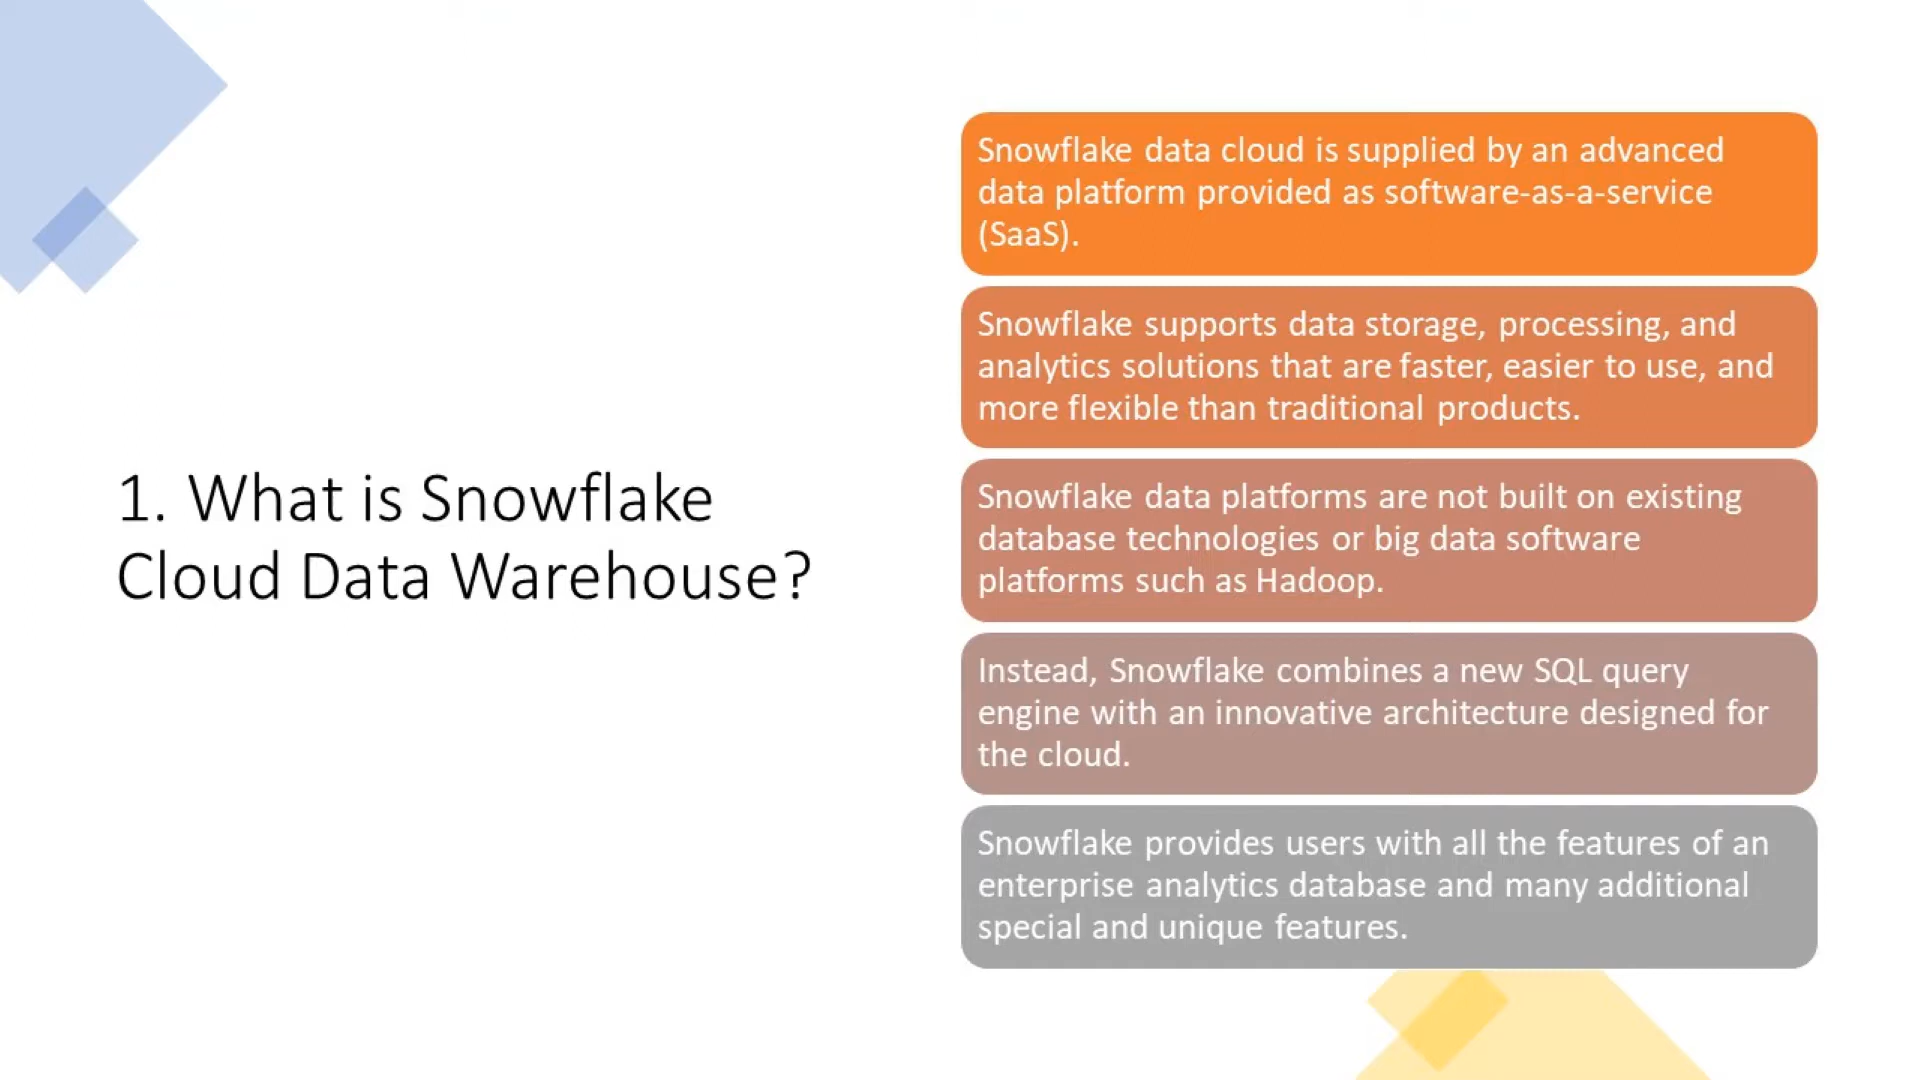 1. What is Snowflake
Cloud Data Warehouse?
Snowflake data cloud is supplied by an advanced
data platform provided as software-as-a-service
(SaaS).
Snowflake supports data storage, processing, and
analytics solutions that are faster, easier to use, and
more flexible than traditional products.
Snowflake data platforms are not built on existing
database technologies or big data software
platforms such as Hadoop.
Instead, Snowflake combines a new SQL query
engine with an innovative architecture designed for
the cloud.
Snowflake provides users with all the features of an
enterprise analytics database and many additional
special and unique features.